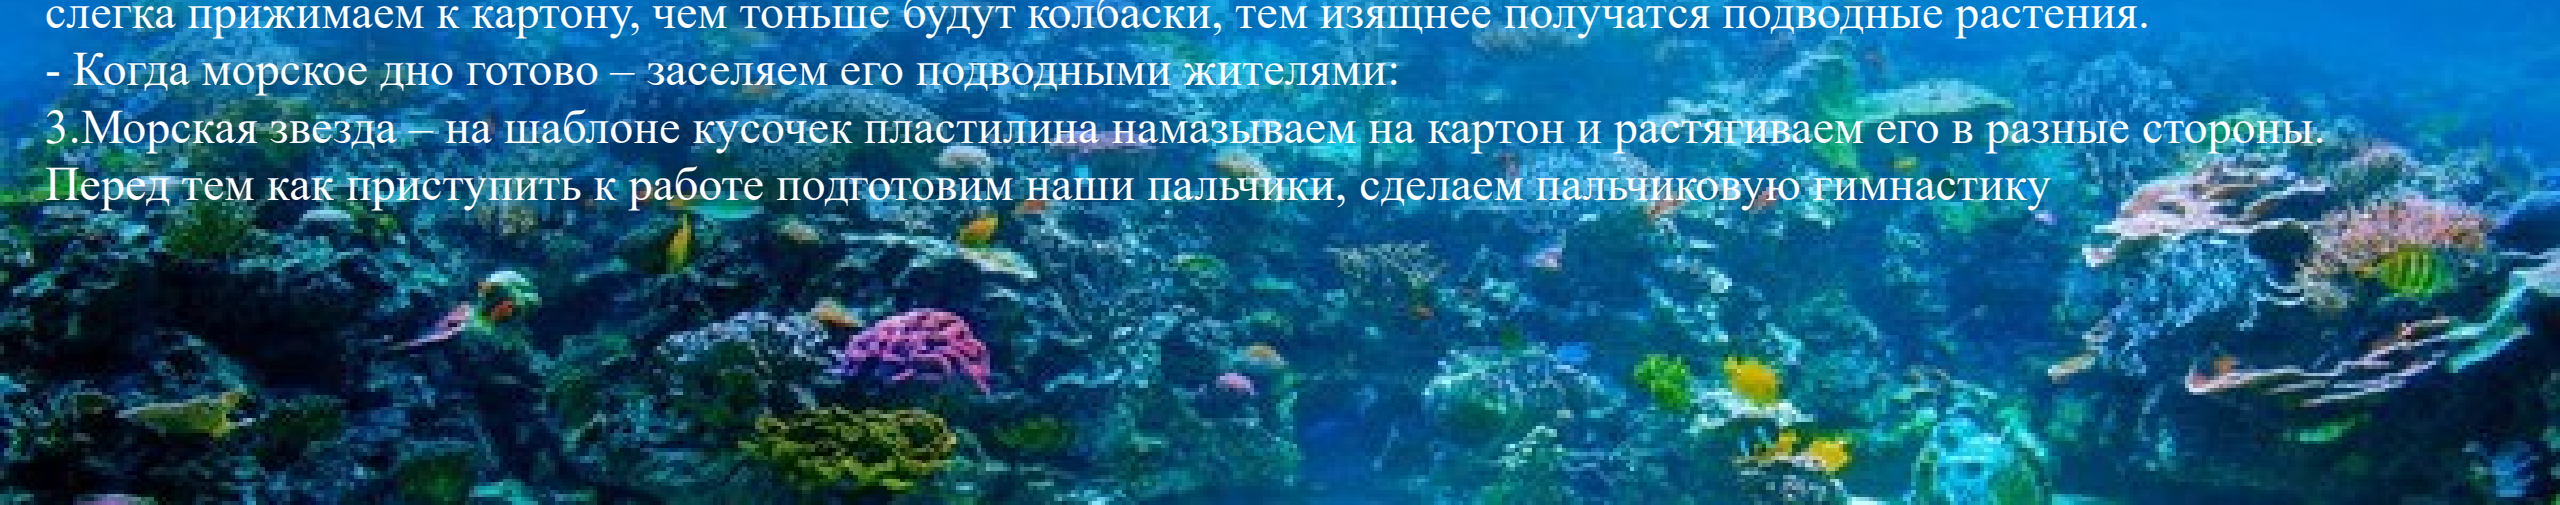 слегка прижимаем к картону, чем тоньше будут колбаски, тем изящнее получатся подводные растения.
- Когда морское дно готово – заселяем его подводными жителями:
3.Морская звезда – на шаблоне кусочек пластилина намазываем на картон и растягиваем его в разные стороны.
Перед тем как приступить к работе подготовим наши пальчики, сделаем пальчиковую гимнастику